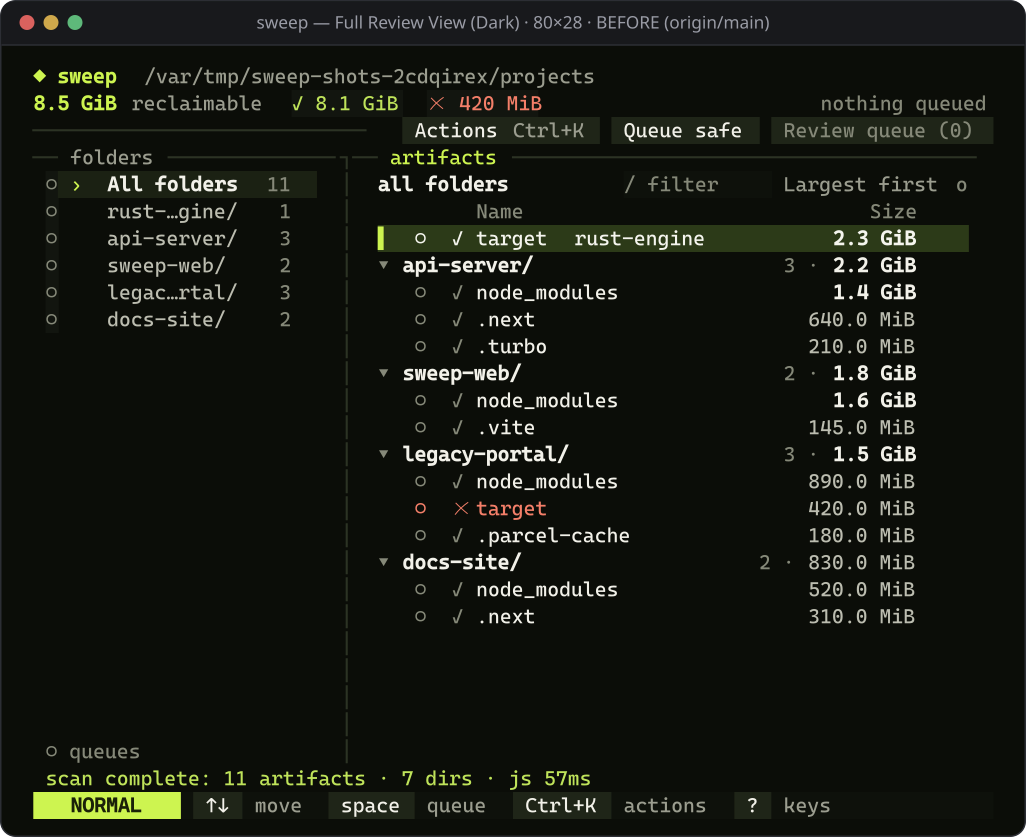 sweep — Full Review View (Dark) · 80×28 · BEFORE (origin/main)
◆ sweep /var/tmp/sweep-shots-2cdqirex/projects
8.5 GiB reclaimable ✓ 8.1 GiB ✕ 420 MiB nothing queued
Actions Ctrl+K Queue safe Review queue (0)
folders
○ › All folders 11
○ rust-…gine/ 1
○ api-server/ 3
○ sweep-web/ 2
○ legac…rtal/ 3
○ docs-site/ 2
○ queues
artifacts
all folders / filter Largest first o
Name Size
○ ✓ target rust-engine 2.3 GiB
▾ api-server/ 3 · 2.2 GiB
○ ✓ node_modules 1.4 GiB
○ ✓ .next 640.0 MiB
○ ✓ .turbo 210.0 MiB
▾ sweep-web/ 2 · 1.8 GiB
○ ✓ node_modules 1.6 GiB
○ ✓ .vite 145.0 MiB
▾ legacy-portal/ 3 · 1.5 GiB
○ ✓ node_modules 890.0 MiB
○ ✕ target 420.0 MiB
○ ✓ .parcel-cache 180.0 MiB
▾ docs-site/ 2 · 830.0 MiB
○ ✓ node_modules 520.0 MiB
○ ✓ .next 310.0 MiB
scan complete: 11 artifacts · 7 dirs · js 57ms
NORMAL ↑↓ move space queue Ctrl+K actions ? keys